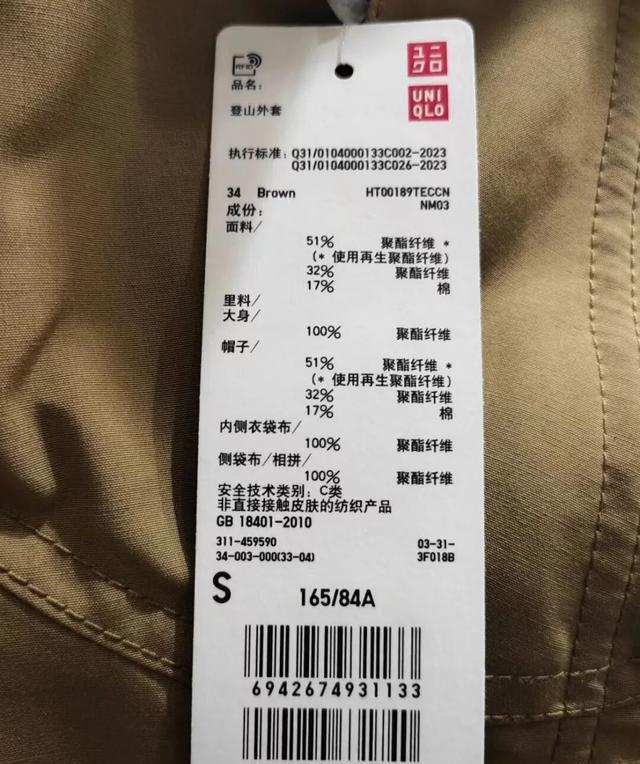 RFID
ユニ
クロ
UNI
QLO
品名:
登山外套
执行标准: Q31/0104000133C002-2023
Q31/0104000133C026-2023
34 Brown HT00189TECCN
NM03
成份:
面料/
51% 聚酯纤维 *
(* 使用再生聚酯纤维)
32% 聚酯纤维
17% 棉
里料/
大身/
100% 聚酯纤维
帽子/
51% 聚酯纤维 *
(* 使用再生聚酯纤维)
32% 聚酯纤维
17% 棉
内侧衣袋布/
100% 聚酯纤维
侧袋布/相拼/
100% 聚酯纤维
安全技术类别: C类
非直接接触皮肤的纺织产品
GB 18401-2010
311-459590 03-31-
34-003-000(33-04) 3F018B
S 165/84A
6942674931133